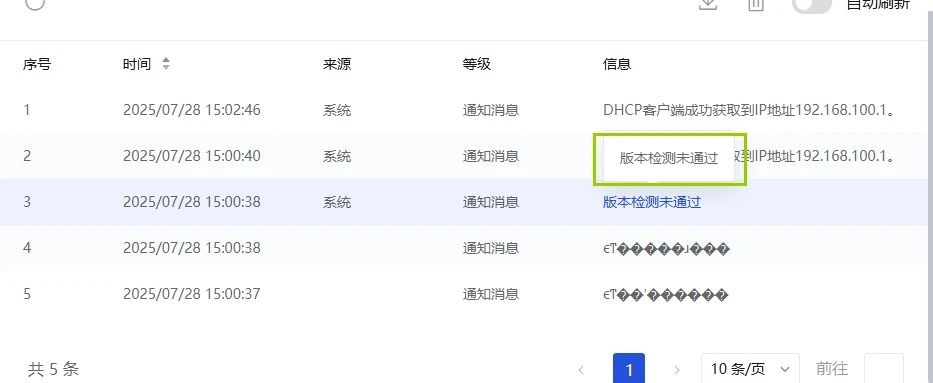 自动刷新
序号 时间 来源 等级 信息
1 2025/07/28 15:02:46 系统 通知消息 DHCP客户端成功获取到IP地址192.168.100.1。
2 2025/07/28 15:00:40 系统 通知消息 版本检测未通过 取到IP地址192.168.100.1。
3 2025/07/28 15:00:38 系统 通知消息 版本检测未通过
4 2025/07/28 15:00:38 通知消息
5 2025/07/28 15:00:37 通知消息
共 5 条 1 10 条/页 前往